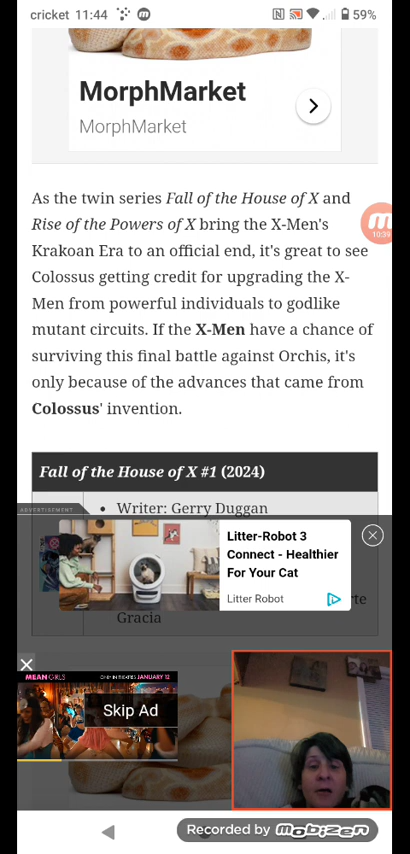 cricket 11:44
59%
MorphMarket
MorphMarket
As the twin series Fall of the House of X and
Rise of the Powers of X bring the X-Men's
Krakoan Era to an official end, it's great to see
10:39
Colossus getting credit for upgrading the X-
Men from powerful individuals to godlike
mutant circuits. If the X-Men have a chance of
surviving this final battle against Orchis, it's
only because of the advances that came from
Colossus' invention.
Fall of the House of X #1 (2024)
ADVERTISEMENT
• Writer: Gerry Duggan
Litter-Robot 3
Connect - Healthier
For Your Cat
Litter Robot
Gracia
MEAN GIRLS
ONLY IN THEATRES JANUARY 12
Skip Ad
Recorded by mobizen